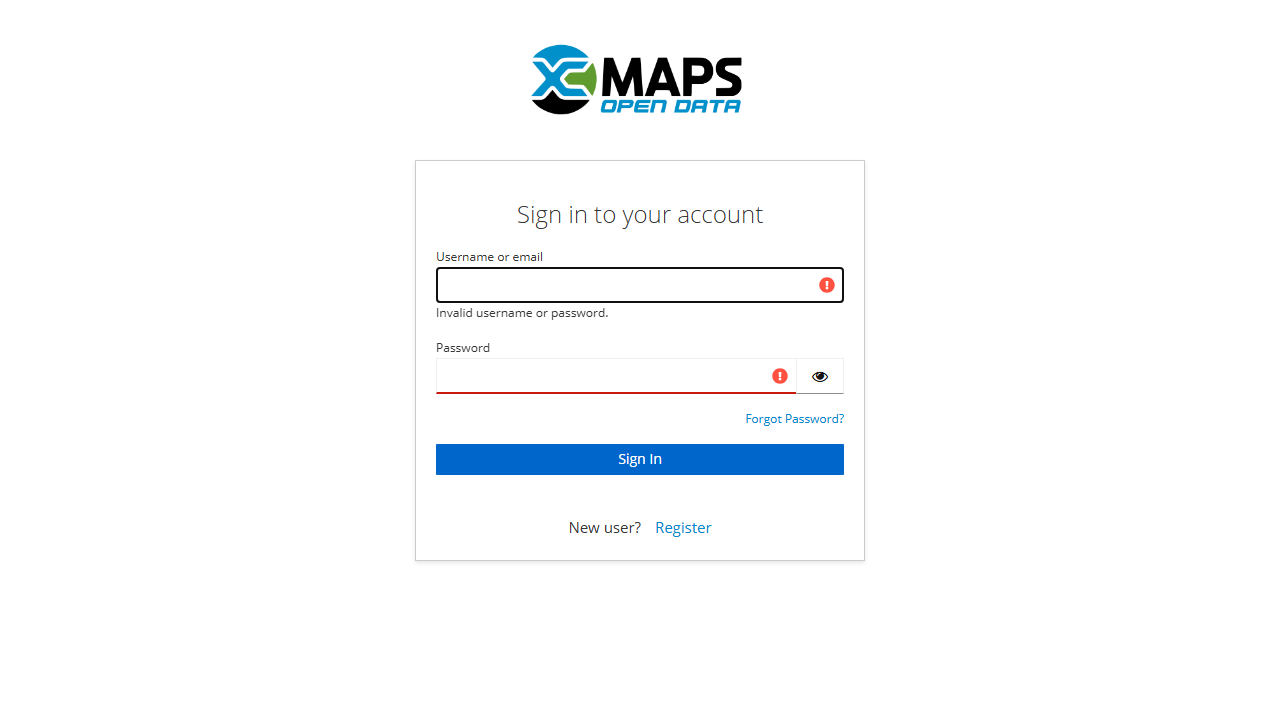 MAPS
OPEN DATA
Sign in to your account
Username or email
Invalid username or password.
Password
Forgot Password?
Sign In
New user? Register